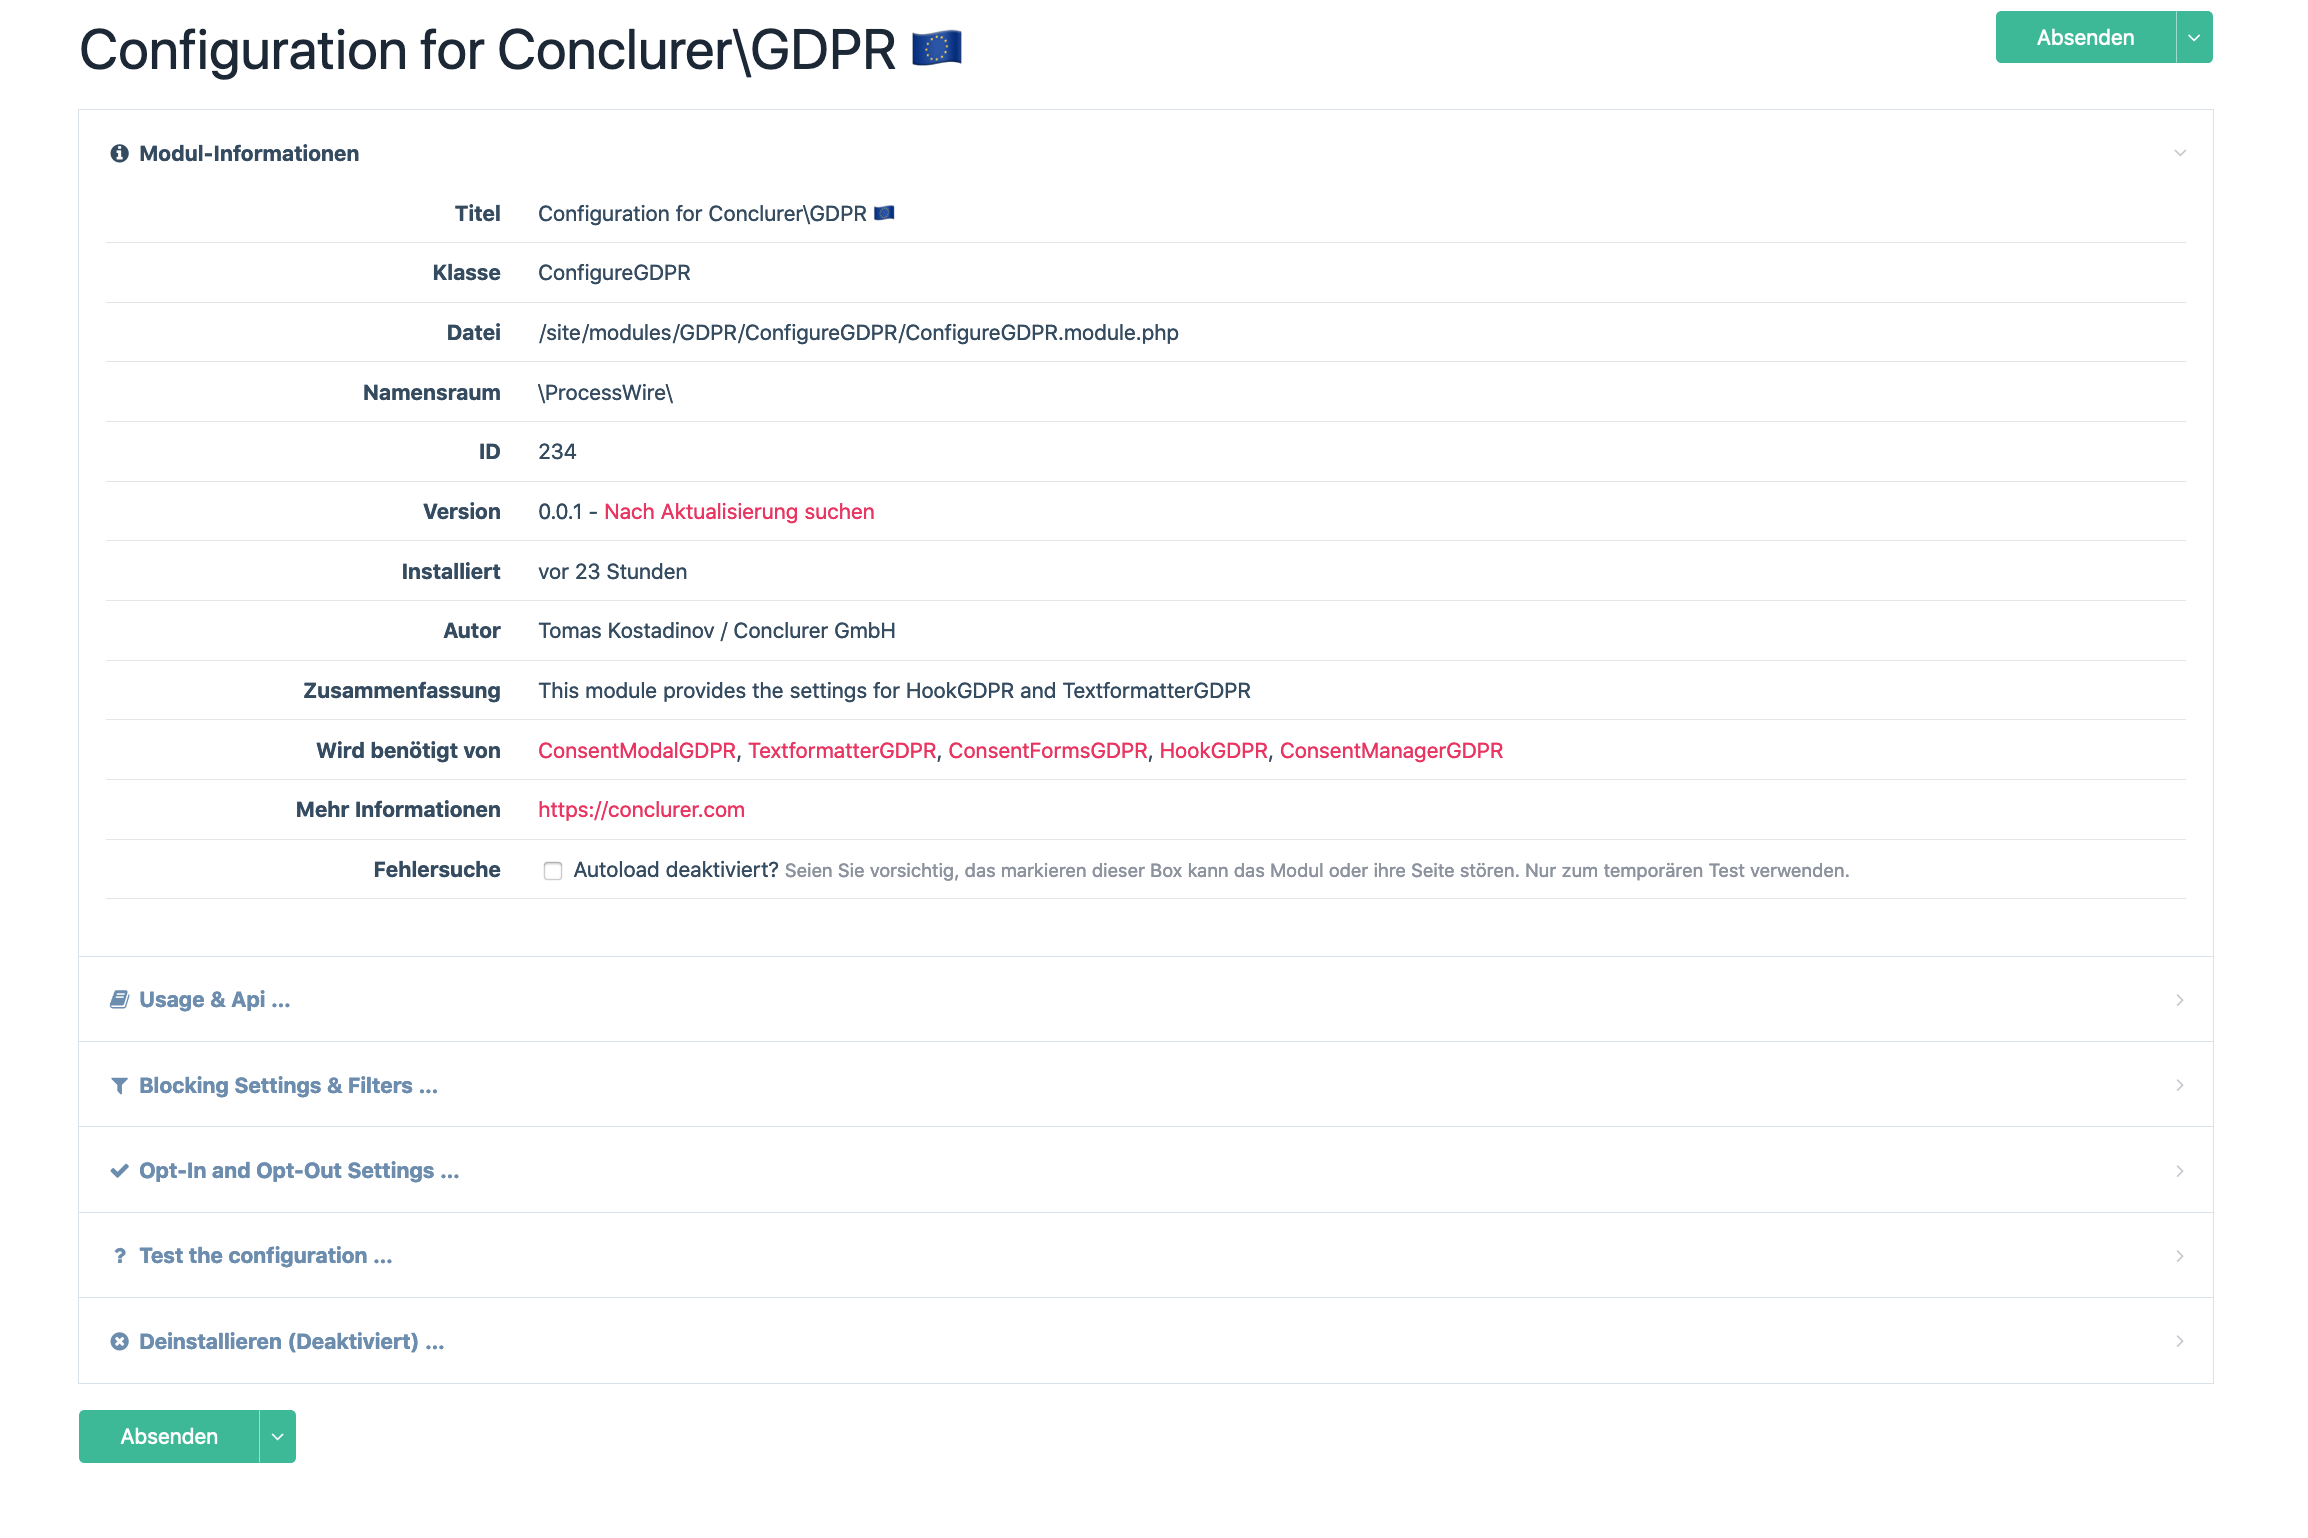 Configuration for Conclurer\GDPR 🇪🇺
Absenden
Modul-Informationen
Titel Configuration for Conclurer\GDPR 🇪🇺
Klasse ConfigureGDPR
Datei /site/modules/GDPR/ConfigureGDPR/ConfigureGDPR.module.php
Namensraum \ProcessWire\
ID 234
Version 0.0.1 - Nach Aktualisierung suchen
Installiert vor 23 Stunden
Autor Tomas Kostadinov / Conclurer GmbH
Zusammenfassung This module provides the settings for HookGDPR and TextformatterGDPR
Wird benötigt von ConsentModalGDPR, TextformatterGDPR, ConsentFormsGDPR, HookGDPR, ConsentManagerGDPR
Mehr Informationen https://conclurer.com
Fehlersuche Autoload deaktiviert? Seien Sie vorsichtig, das markieren dieser Box kann das Modul oder ihre Seite stören. Nur zum temporären Test verwenden.
Usage & Api ...
Blocking Settings & Filters ...
Opt-In and Opt-Out Settings ...
? Test the configuration ...
Deinstallieren (Deaktiviert) ...
Absenden